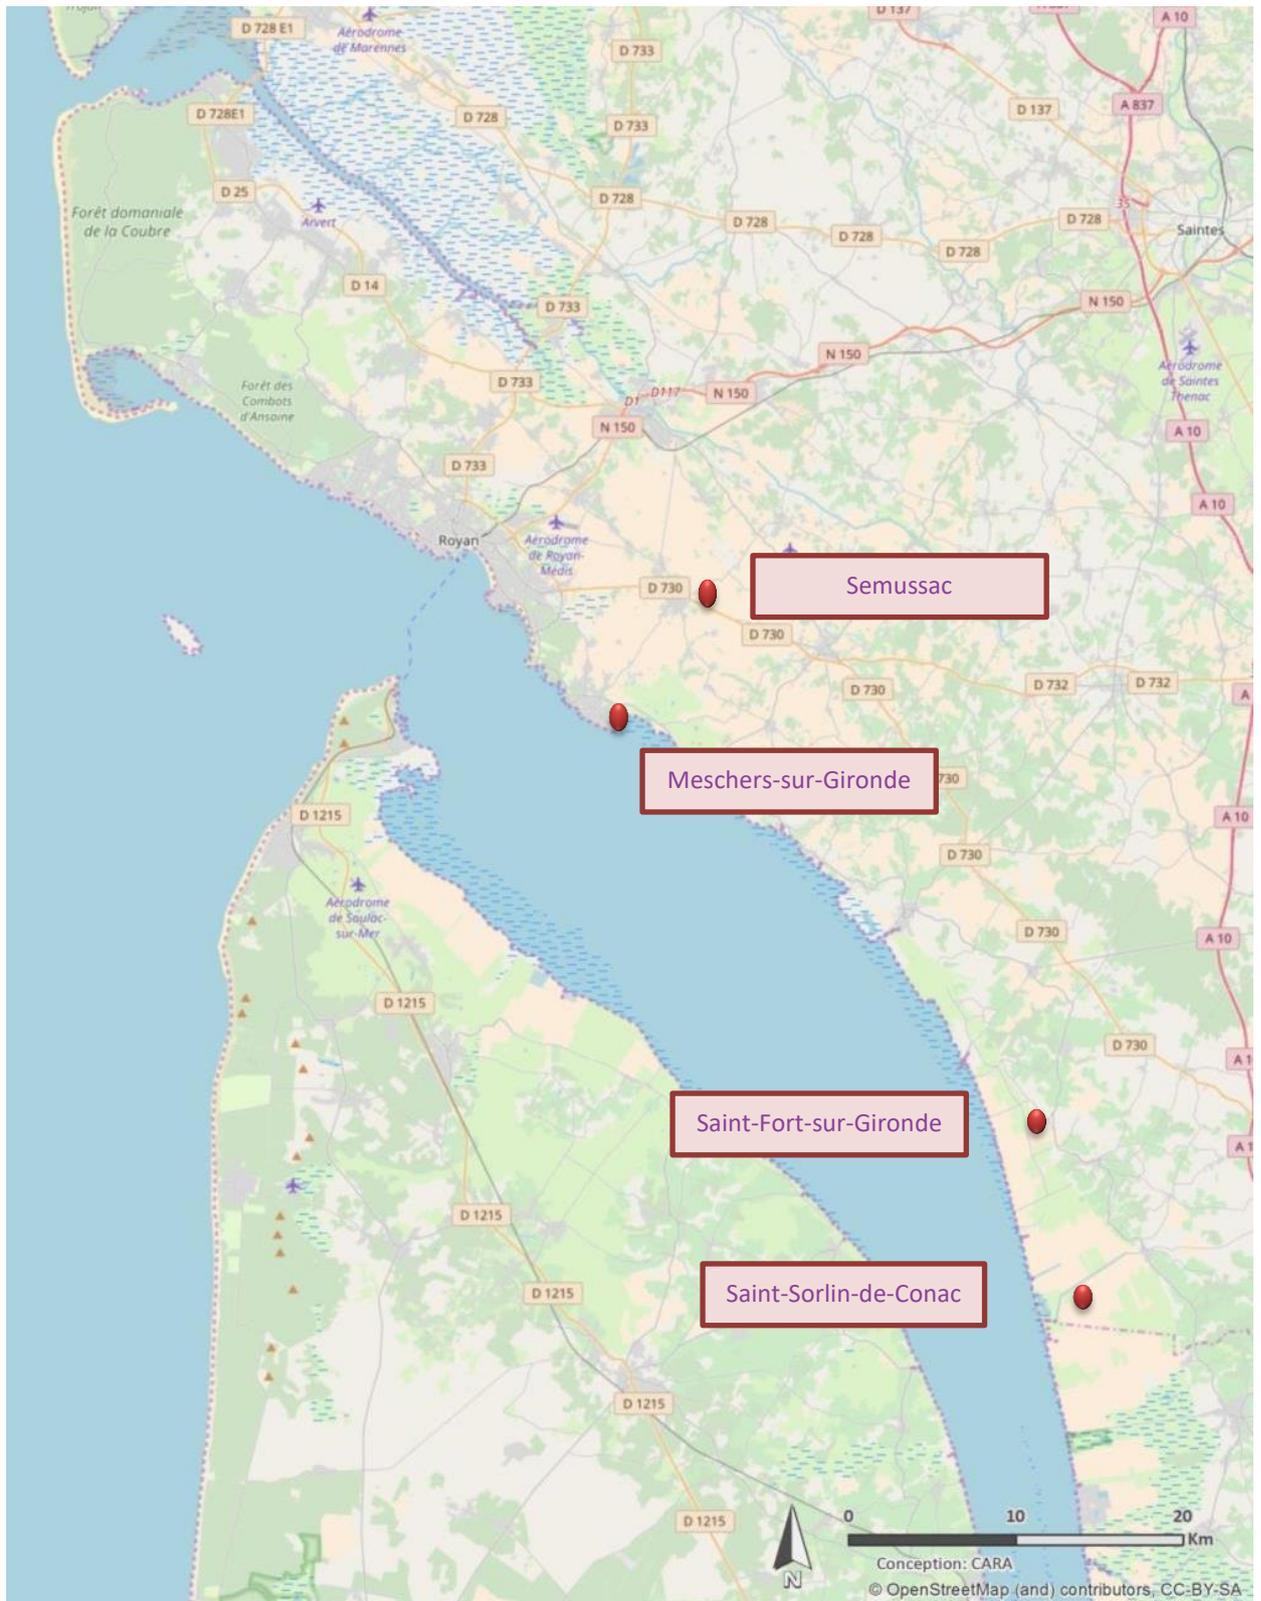 D 728 E1
Aérodrome
de Marennes
D 733
D 137
A 10
D 728E1
D 728
D 733
D 137
A 837
D 25
Arvert
Forêt domaniale
de la Coubre
D 728
D 728
D 728
D 728
D 728
35
Saintes
D 14
D 733
N 150
N 150
Aérodrome
de Saintes
Thenac
Forêt des
Combots
d'Ansoine
D 733
D1
D117
N 150
N 150
A 10
D 733
A 10
Royan
Aérodrome
de Royan-
Médis
D 730
Semussac
D 730
D 730
D 732
D 732
A
Meschers-sur-Gironde
730
D 1215
A 10
D 730
Aérodrome
de Soulac-
sur-Mer
D 730
A 10
D 1215
D 730
A 1
Saint-Fort-sur-Gironde
A 1
D 1215
Saint-Sorlin-de-Conac
D 1215
D 1215
D 1215
N
0 10 20
Km
Conception: CARA
© OpenStreetMap (and) contributors, CC-BY-SA